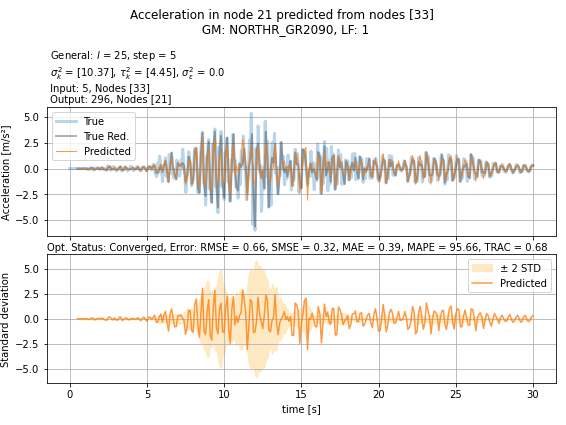 Acceleration in node 21 predicted from nodes [33]
GM: NORTHR_GR2090, LF: 1
General: l = 25, step = 5
σ²ₖ = [10.37], τ²ₖ = [4.45], σ²ε = 0.0
Input: 5, Nodes [33]
Output: 296, Nodes [21]
Acceleration [m/s²]
5.0
2.5
0.0
−2.5
−5.0
True
True Red.
Predicted
Opt. Status: Converged, Error: RMSE = 0.66, SMSE = 0.32, MAE = 0.39, MAPE = 95.66, TRAC = 0.68
Standard deviation
5.0
2.5
0.0
−2.5
−5.0
± 2 STD
Predicted
0 5 10 15 20 25 30
time [s]